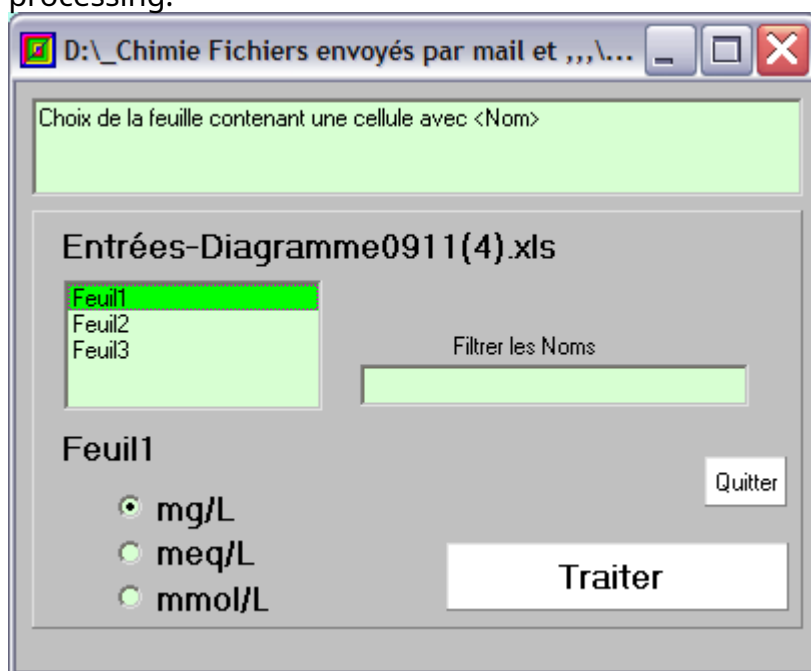 processing.
D:\_Chimie Fichiers envoyés par mail et ,,,\...
Choix de la feuille contenant une cellule avec <Nom>
Entrées-Diagramme0911(4).xls
Feuil1
Feuil2
Feuil3
Filtrer les Noms
Feuil1
Quitter
mg/L
meq/L
Traiter
mmol/L